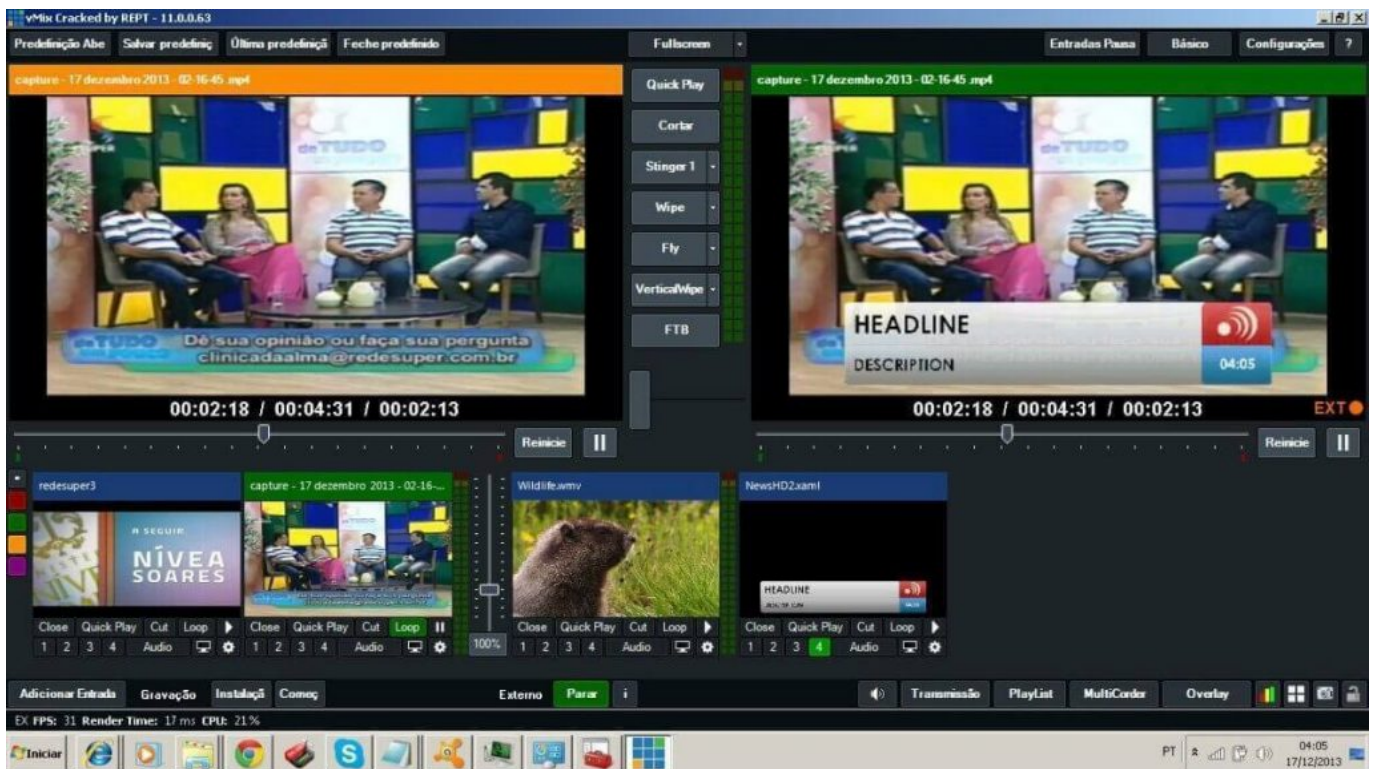 vMix Cracked by REPT - 11.0.0.63
Predefinição Abe Salvar predefiniç Última predefiniçã Feche predefinido Fullscreen Entradas Pausa Básico Configurações ?
capture - 17 dezembro 2013 - 02-16-45 .mp4
capture - 17 dezembro 2013 - 02-16-45 .mp4
Quick Play
Cortar
Stinger 1
Wipe
Fly
VerticalWipe
FTB
deTUDO
deTUDO
Dê sua opinião ou faça sua pergunta
clinicadaalma@redesuper.com.br
HEADLINE
DESCRIPTION 04:05
00:02:18 / 00:04:31 / 00:02:13
00:02:18 / 00:04:31 / 00:02:13 EXT
Reinicie
Reinicie
redesuper3
capture - 17 dezembro 2013 - 02-16-...
Wildlife.wmv
NewsHD2.xaml
A SEGUIR
NÍVEA
SOARES
HEADLINE
Close Quick Play Cut Loop Close Quick Play Cut Loop Close Quick Play Cut Loop Close Quick Play Cut Loop
1 2 3 4 Audio 1 2 3 4 Audio 100% 1 2 3 4 Audio 1 2 3 4 Audio
Adicionar Entrada Gravação Instalaçã Começ Externo Parar i Transmissão PlayList MultiCorder Overlay
EX FPS: 31 Render Time: 17 ms CPU: 21%
Iniciar PT 04:05
17/12/2013